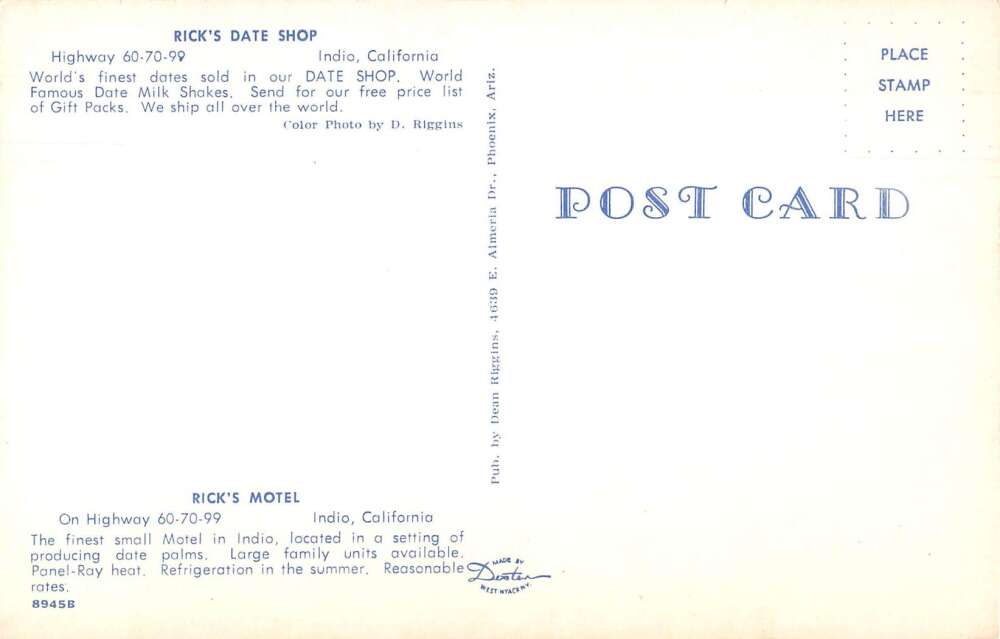 RICK'S DATE SHOP
Highway 60-70-99 Indio, California
World's finest dates sold in our DATE SHOP. World
Famous Date Milk Shakes. Send for our free price list
of Gift Packs. We ship all over the world.
Color Photo by D. Riggins
RICK'S MOTEL
On Highway 60-70-99 Indio, California
The finest small Motel in Indio, located in a setting of
producing date palms. Large family units available.
Panel-Ray heat. Refrigeration in the summer. Reasonable
rates.
8945B
Pub. by Dean Riggins, 4639 E. Almeria Dr., Phoenix, Ariz.
MADE BY
Dexter
WEST NYACK N.Y.
PLACE
STAMP
HERE
POST CARD